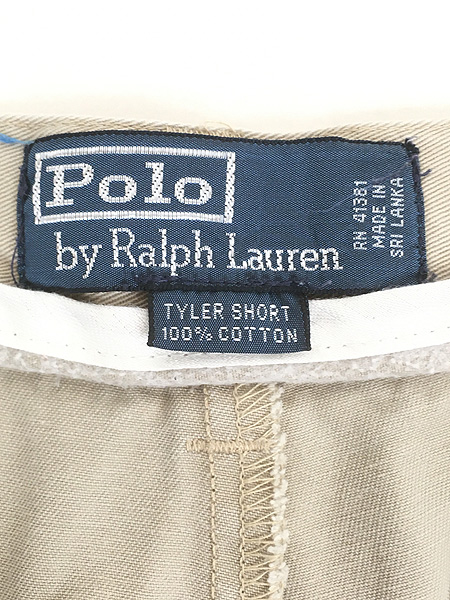 Polo
by Ralph Lauren
RN 41381
MADE IN
SRI LANKA
TYLER SHORT
100% COTTON